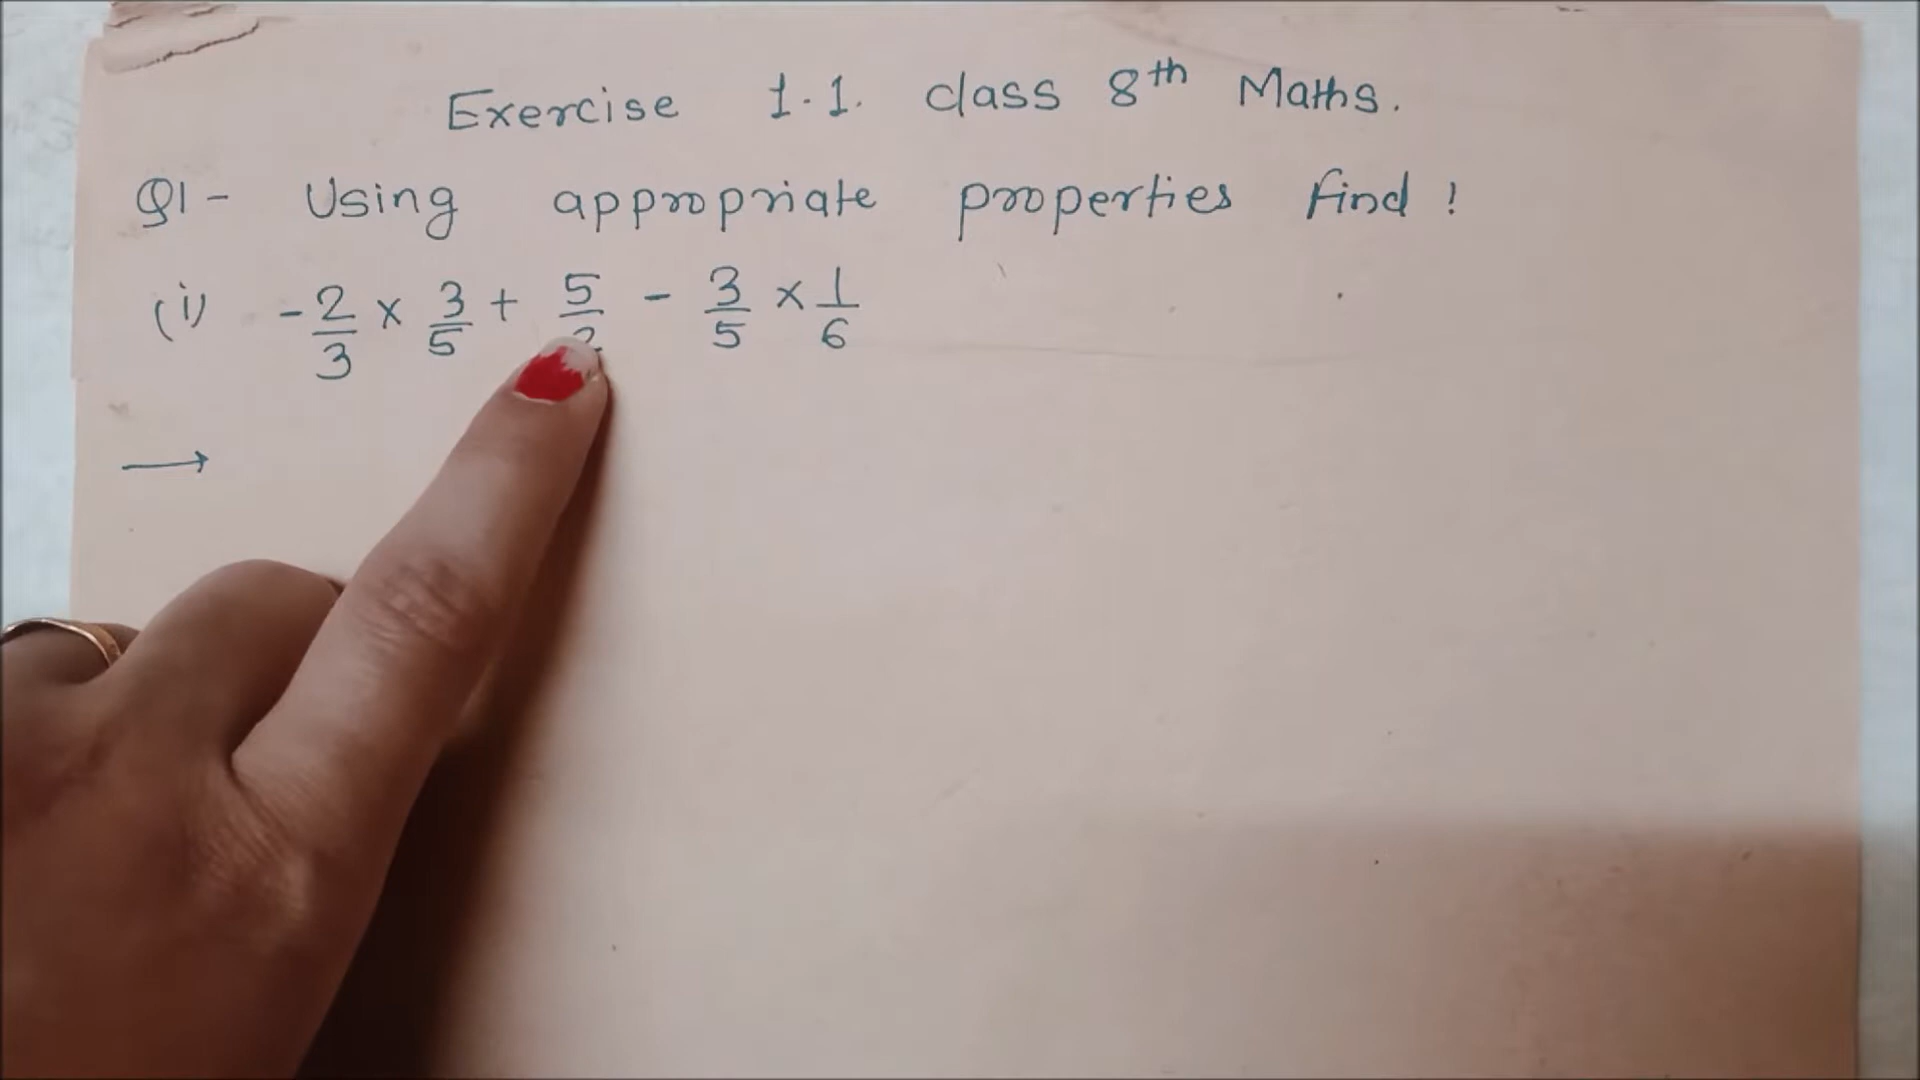 Exercise 1.1. class 8th Maths.
Q1- Using appropriate properties find !
(i) -2/3 × 3/5 + 5/2 - 3/5 × 1/6
→